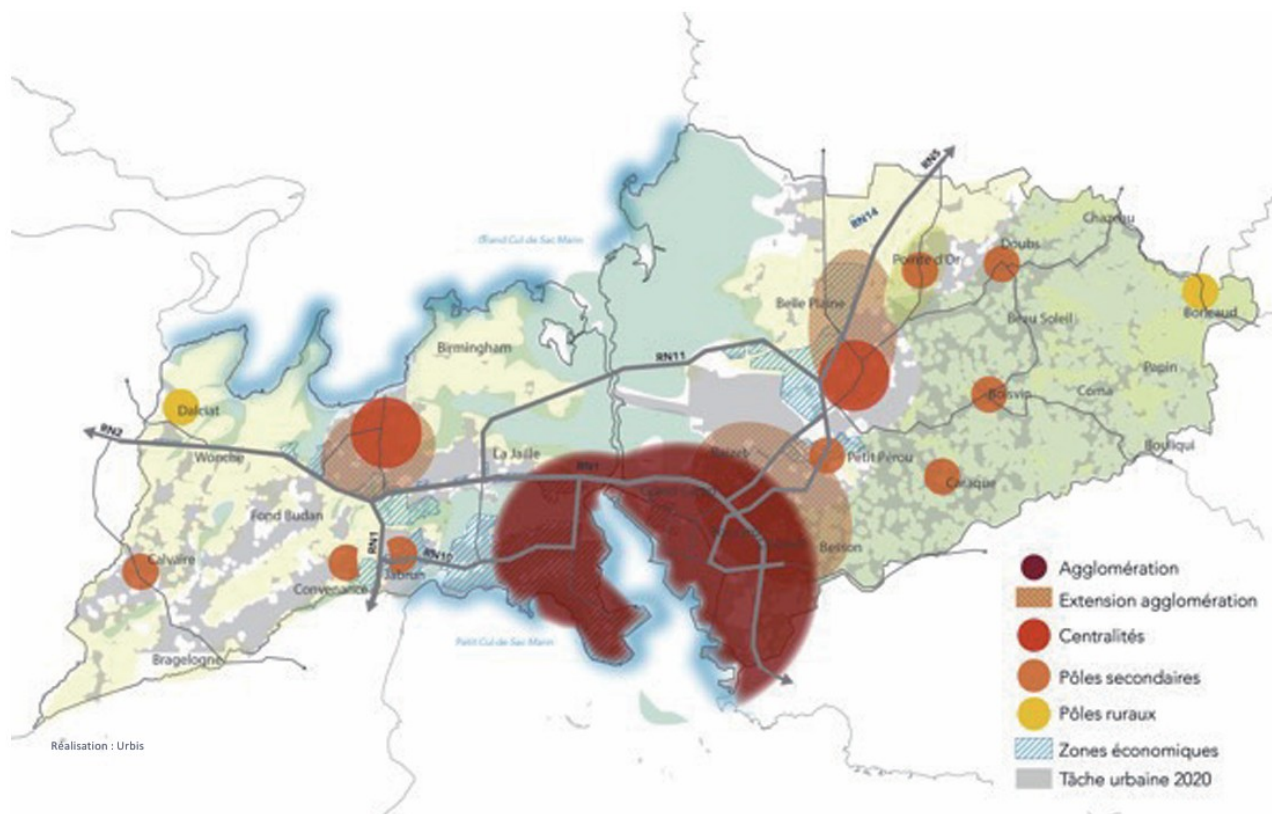 RN5
RN14
Chazeau
Grand Cul de Sac Marin
Doubs
Pointe d'Or
Belle Plaine
Borieaud
Beau Soleil
Birmingham
RN11
Papin
Dalciat
Boisvin
Coma
RN2
Bouliqui
Wonche
La Jaille
Raizet
Petit Pérou
RN1
Caraque
Fond Budan
RN1
RN10
Besson
Calvaire
Jabrun
Convenance
Petit Cul de Sac Marin
Bragelogne
Agglomération
Extension agglomération
Centralités
Pôles secondaires
Pôles ruraux
Zones économiques
Tâche urbaine 2020
Réalisation : Urbis